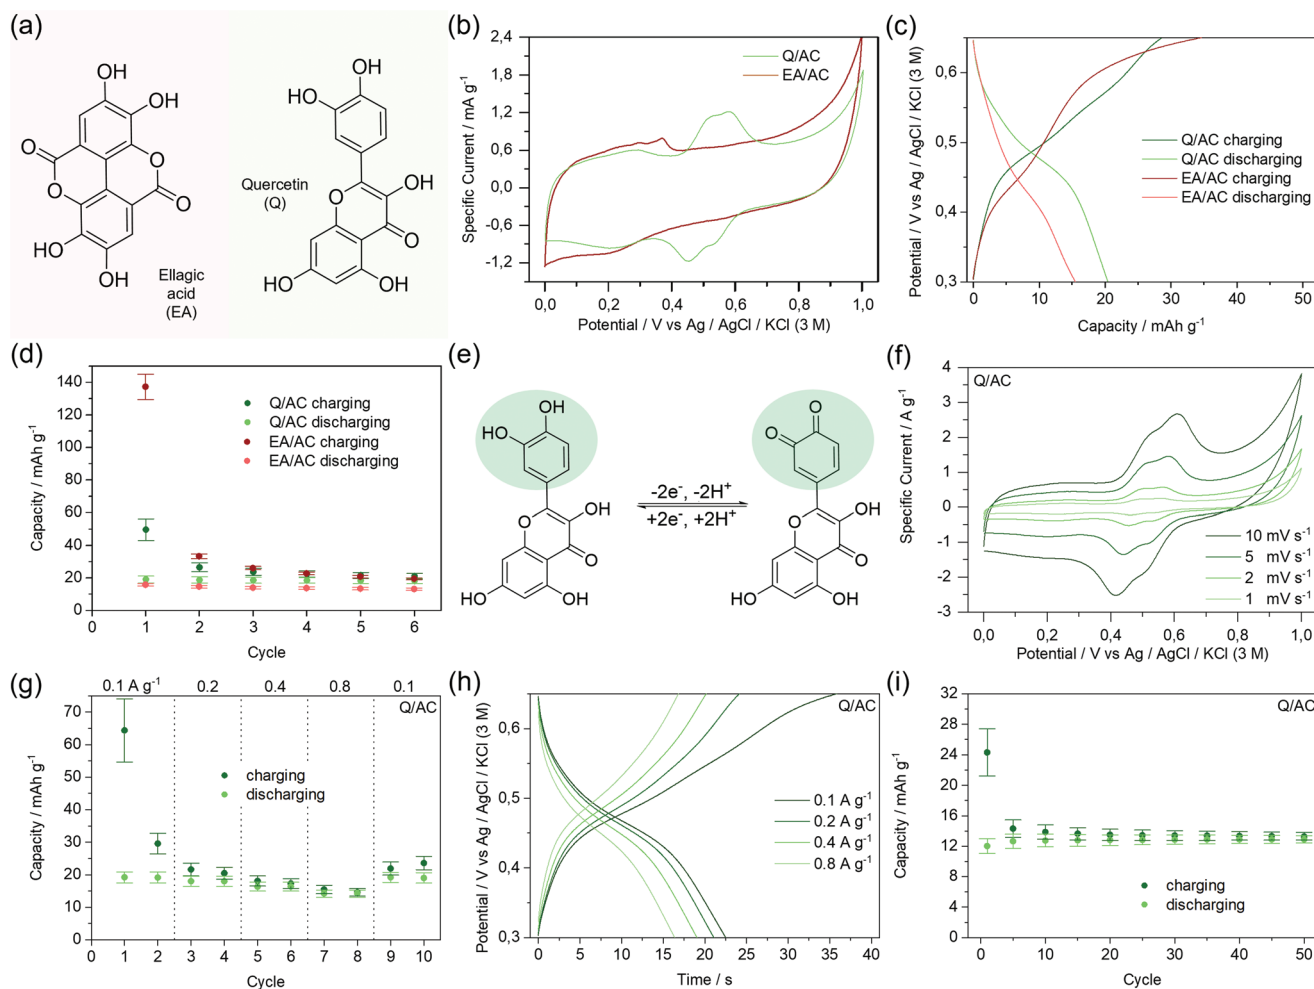 (a)
OH
OH
O
O
O
O
HO
OH
Ellagic
acid
(EA)
OH
HO
Quercetin
(Q)
OH
O
O
HO
OH
(b)
Q/AC
EA/AC
2,4
1,8
1,2
0,6
0,0
-0,6
-1,2
Specific Current / mA g-1
0,0
0,2
0,4
0,6
0,8
1,0
Potential / V vs Ag / AgCl / KCl (3 M)
(c)
Q/AC charging
Q/AC discharging
EA/AC charging
EA/AC discharging
0,6
0,5
0,4
0,3
Potential / V vs Ag / AgCl / KCl (3 M)
0
10
20
30
40
50
Capacity / mAh g-1
(d)
Q/AC charging
Q/AC discharging
EA/AC charging
EA/AC discharging
140
120
100
80
60
40
20
0
Capacity / mAh g-1
0
1
2
3
4
5
6
Cycle
(e)
OH
HO
OH
O
O
HO
OH
-2e-, -2H+
+2e-, +2H+
O
O
OH
O
O
HO
OH
(f)
Q/AC
4
3
2
1
0
-1
-2
-3
Specific Current / A g-1
10 mV s-1
5 mV s-1
2 mV s-1
1 mV s-1
0,0
0,2
0,4
0,6
0,8
1,0
Potential / V vs Ag / AgCl / KCl (3 M)
(g)
0.1 A g-1
0.2
0.4
0.8
0.1
Q/AC
charging
discharging
70
60
50
40
30
20
10
0
Capacity / mAh g-1
0
1
2
3
4
5
6
7
8
9
10
Cycle
(h)
Q/AC
0.1 A g-1
0.2 A g-1
0.4 A g-1
0.8 A g-1
0,6
0,5
0,4
0,3
Potential / V vs Ag / AgCl / KCl (3 M)
0
5
10
15
20
25
30
35
40
Time / s
(i)
Q/AC
charging
discharging
32
28
24
20
16
12
8
4
0
Capacity / mAh g-1
0
10
20
30
40
50
Cycle